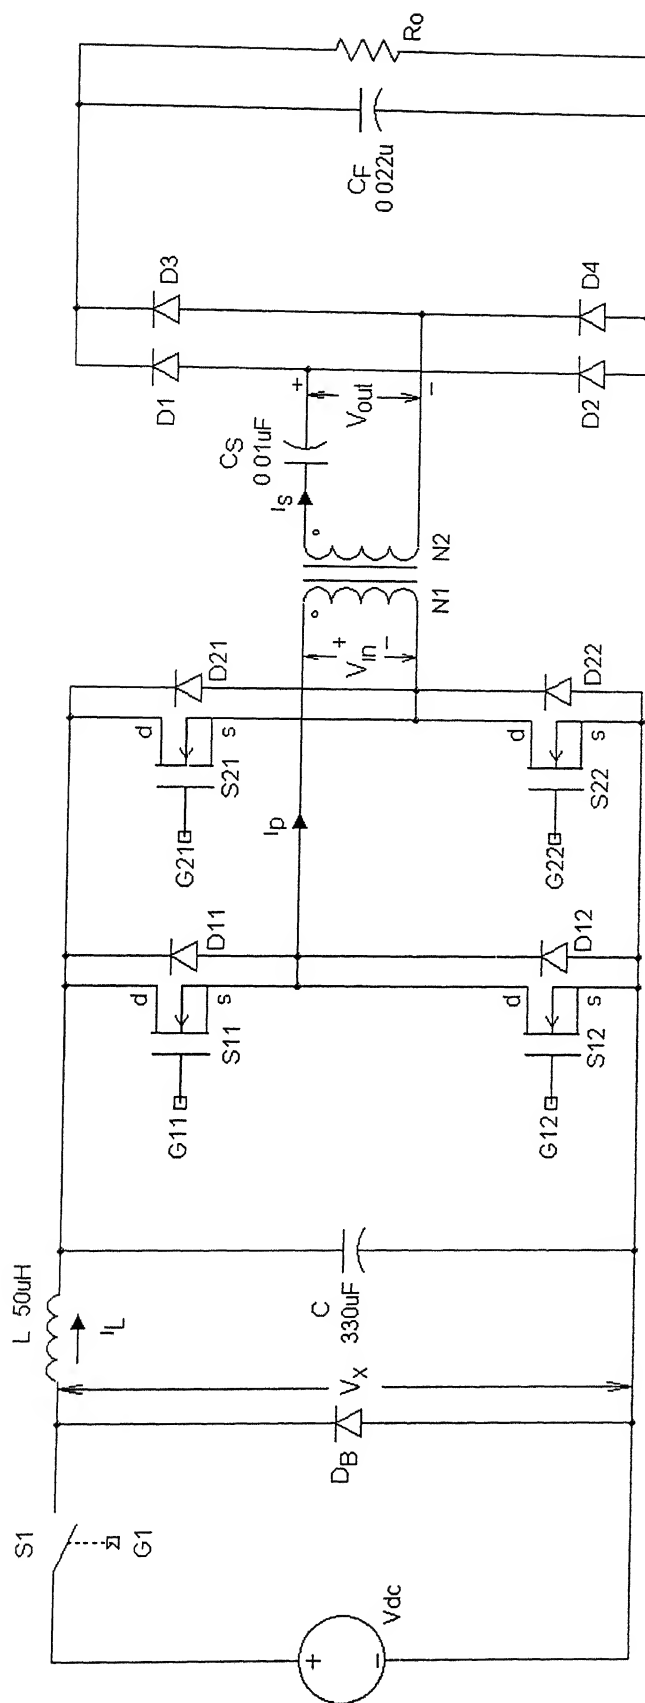 Vdc
+
−
S1
G1
DB
Vx
L 50uH
IL
C
330uF
G11
S11
d
s
D11
G12
S12
d
s
D12
Ip
G21
S21
d
s
D21
G22
S22
d
s
D22
+
Vin
−
N1
N2
Is
CS
0 01uF
+
Vout
−
D1
D3
D2
D4
CF
0 022u
Ro